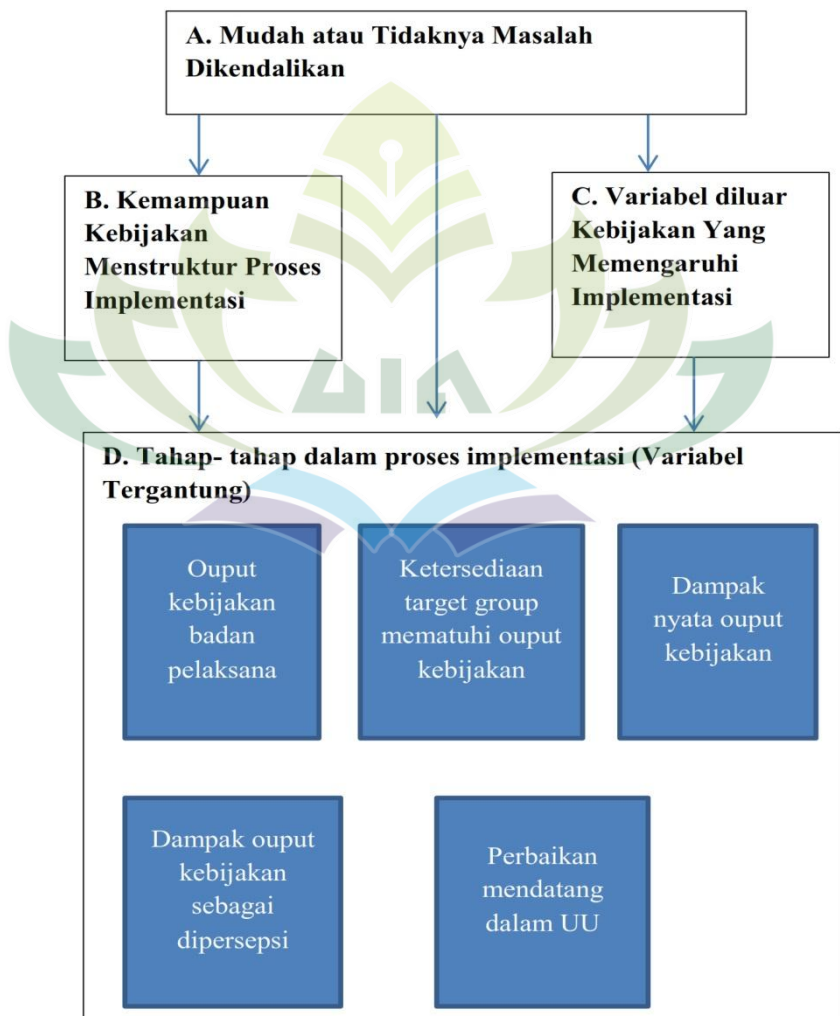 A. Mudah atau Tidaknya Masalah
Dikendalikan
B. Kemampuan
Kebijakan
Menstruktur Proses
Implementasi
C. Variabel diluar
Kebijakan Yang
Memengaruhi
Implementasi
D. Tahap- tahap dalam proses implementasi (Variabel
Tergantung)
Ouput
kebijakan
badan
pelaksana
Ketersediaan
target group
mematuhi ouput
kebijakan
Dampak
nyata ouput
kebijakan
Dampak ouput
kebijakan
sebagai
dipersepsi
Perbaikan
mendatang
dalam UU